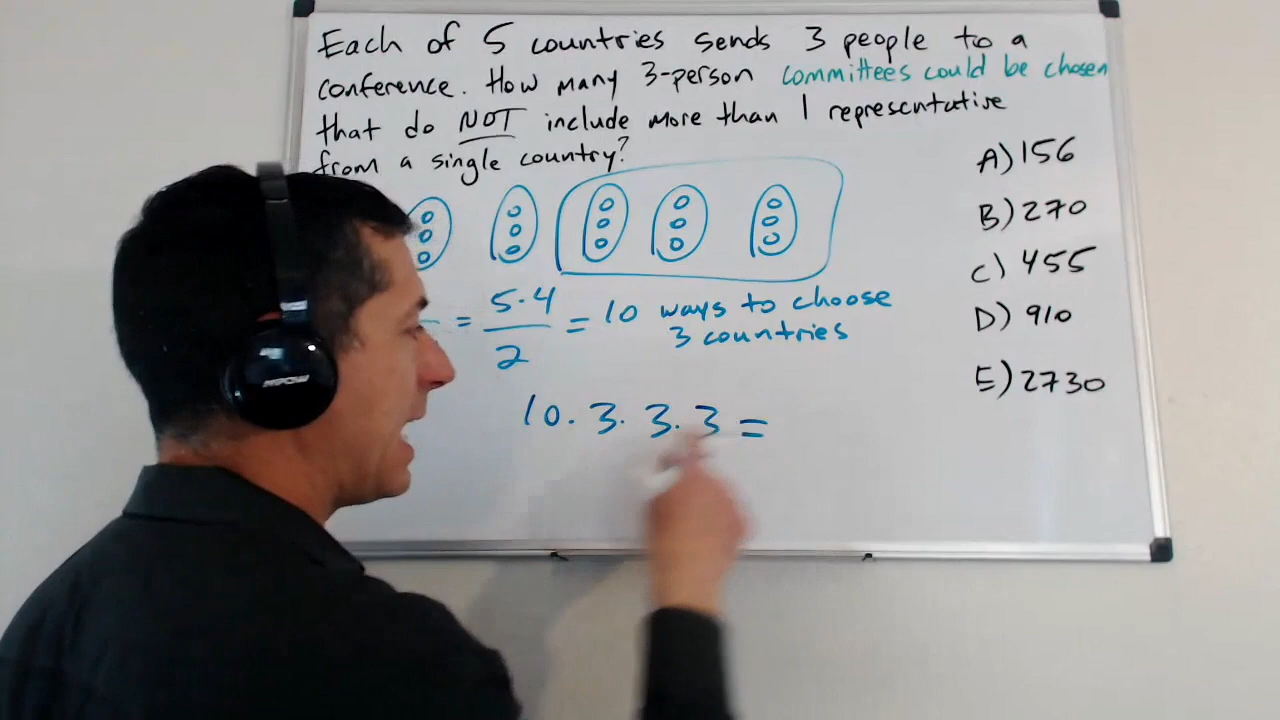 Each of 5 countries sends 3 people to a
conference. How many 3-person committees could be chosen
that do NOT include more than 1 representative
from a single country?
A) 156
B) 270
C) 455
D) 910
E) 2730
= 5·4/2 = 10 ways to choose
3 countries
10·3·3·3 =
mpow